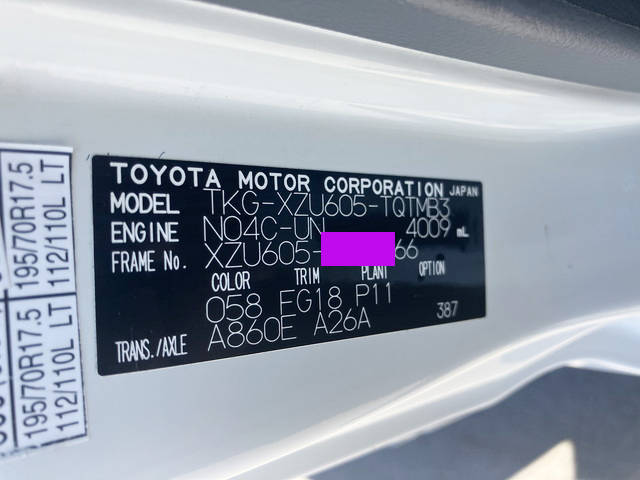 TOYOTA MOTOR CORPORATION JAPAN
MODEL TKG-XZU605-TQTMB3
ENGINE N04C-UN 4009 mL
FRAME No. XZU605- 66
COLOR TRIM PLANT OPTION
058 FG18 P11 387
TRANS./AXLE A860E A26A
195/70R17.5
112/110L LT
195/70R17.5
112/110L LT